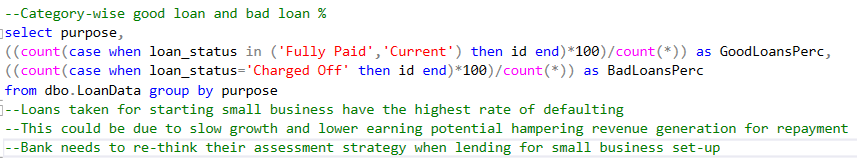 --Category-wise good loan and bad loan %
select purpose,
((count(case when loan_status in ('Fully Paid','Current') then id end)*100)/count(*)) as GoodLoansPerc,
((count(case when loan_status='Charged Off' then id end)*100)/count(*)) as BadLoansPerc
from dbo.LoanData group by purpose
--Loans taken for starting small business have the highest rate of defaulting
--This could be due to slow growth and lower earning potential hampering revenue generation for repayment
--Bank needs to re-think their assessment strategy when lending for small business set-up